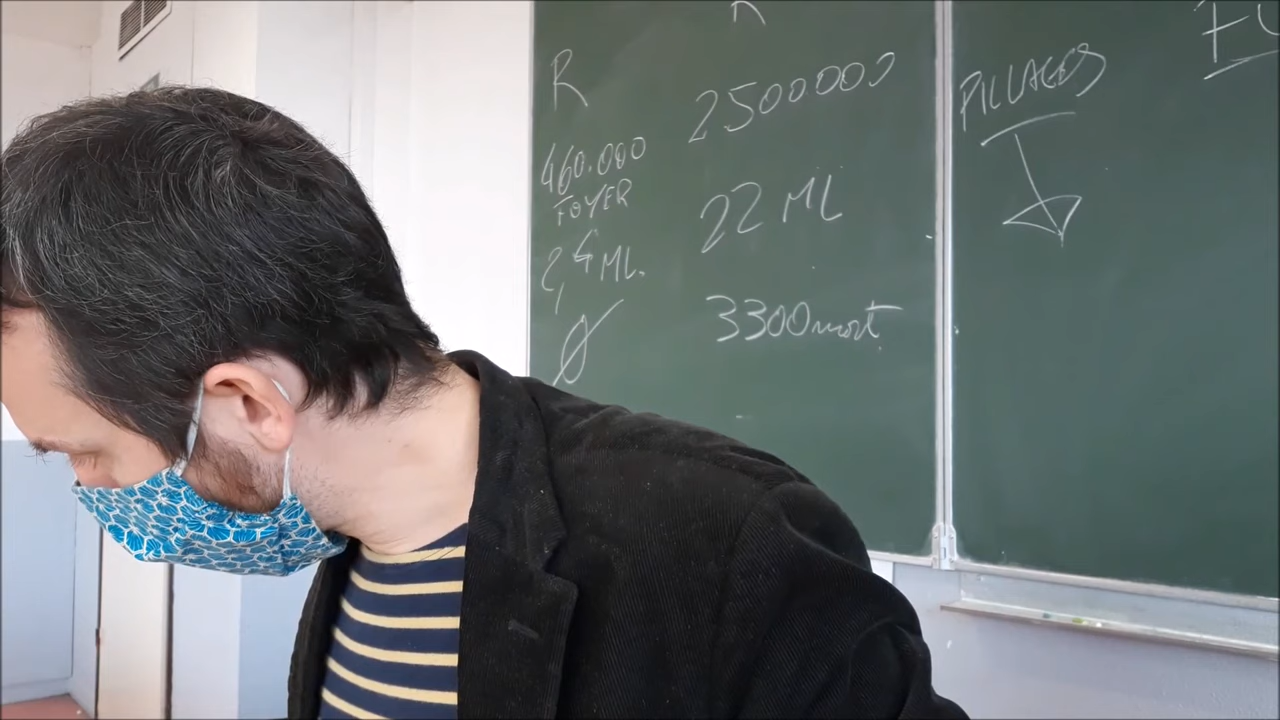 R
460.000
FOYER
2,4 ML.
Ø
2500000
22 ML
3300 mort
PILLAGES